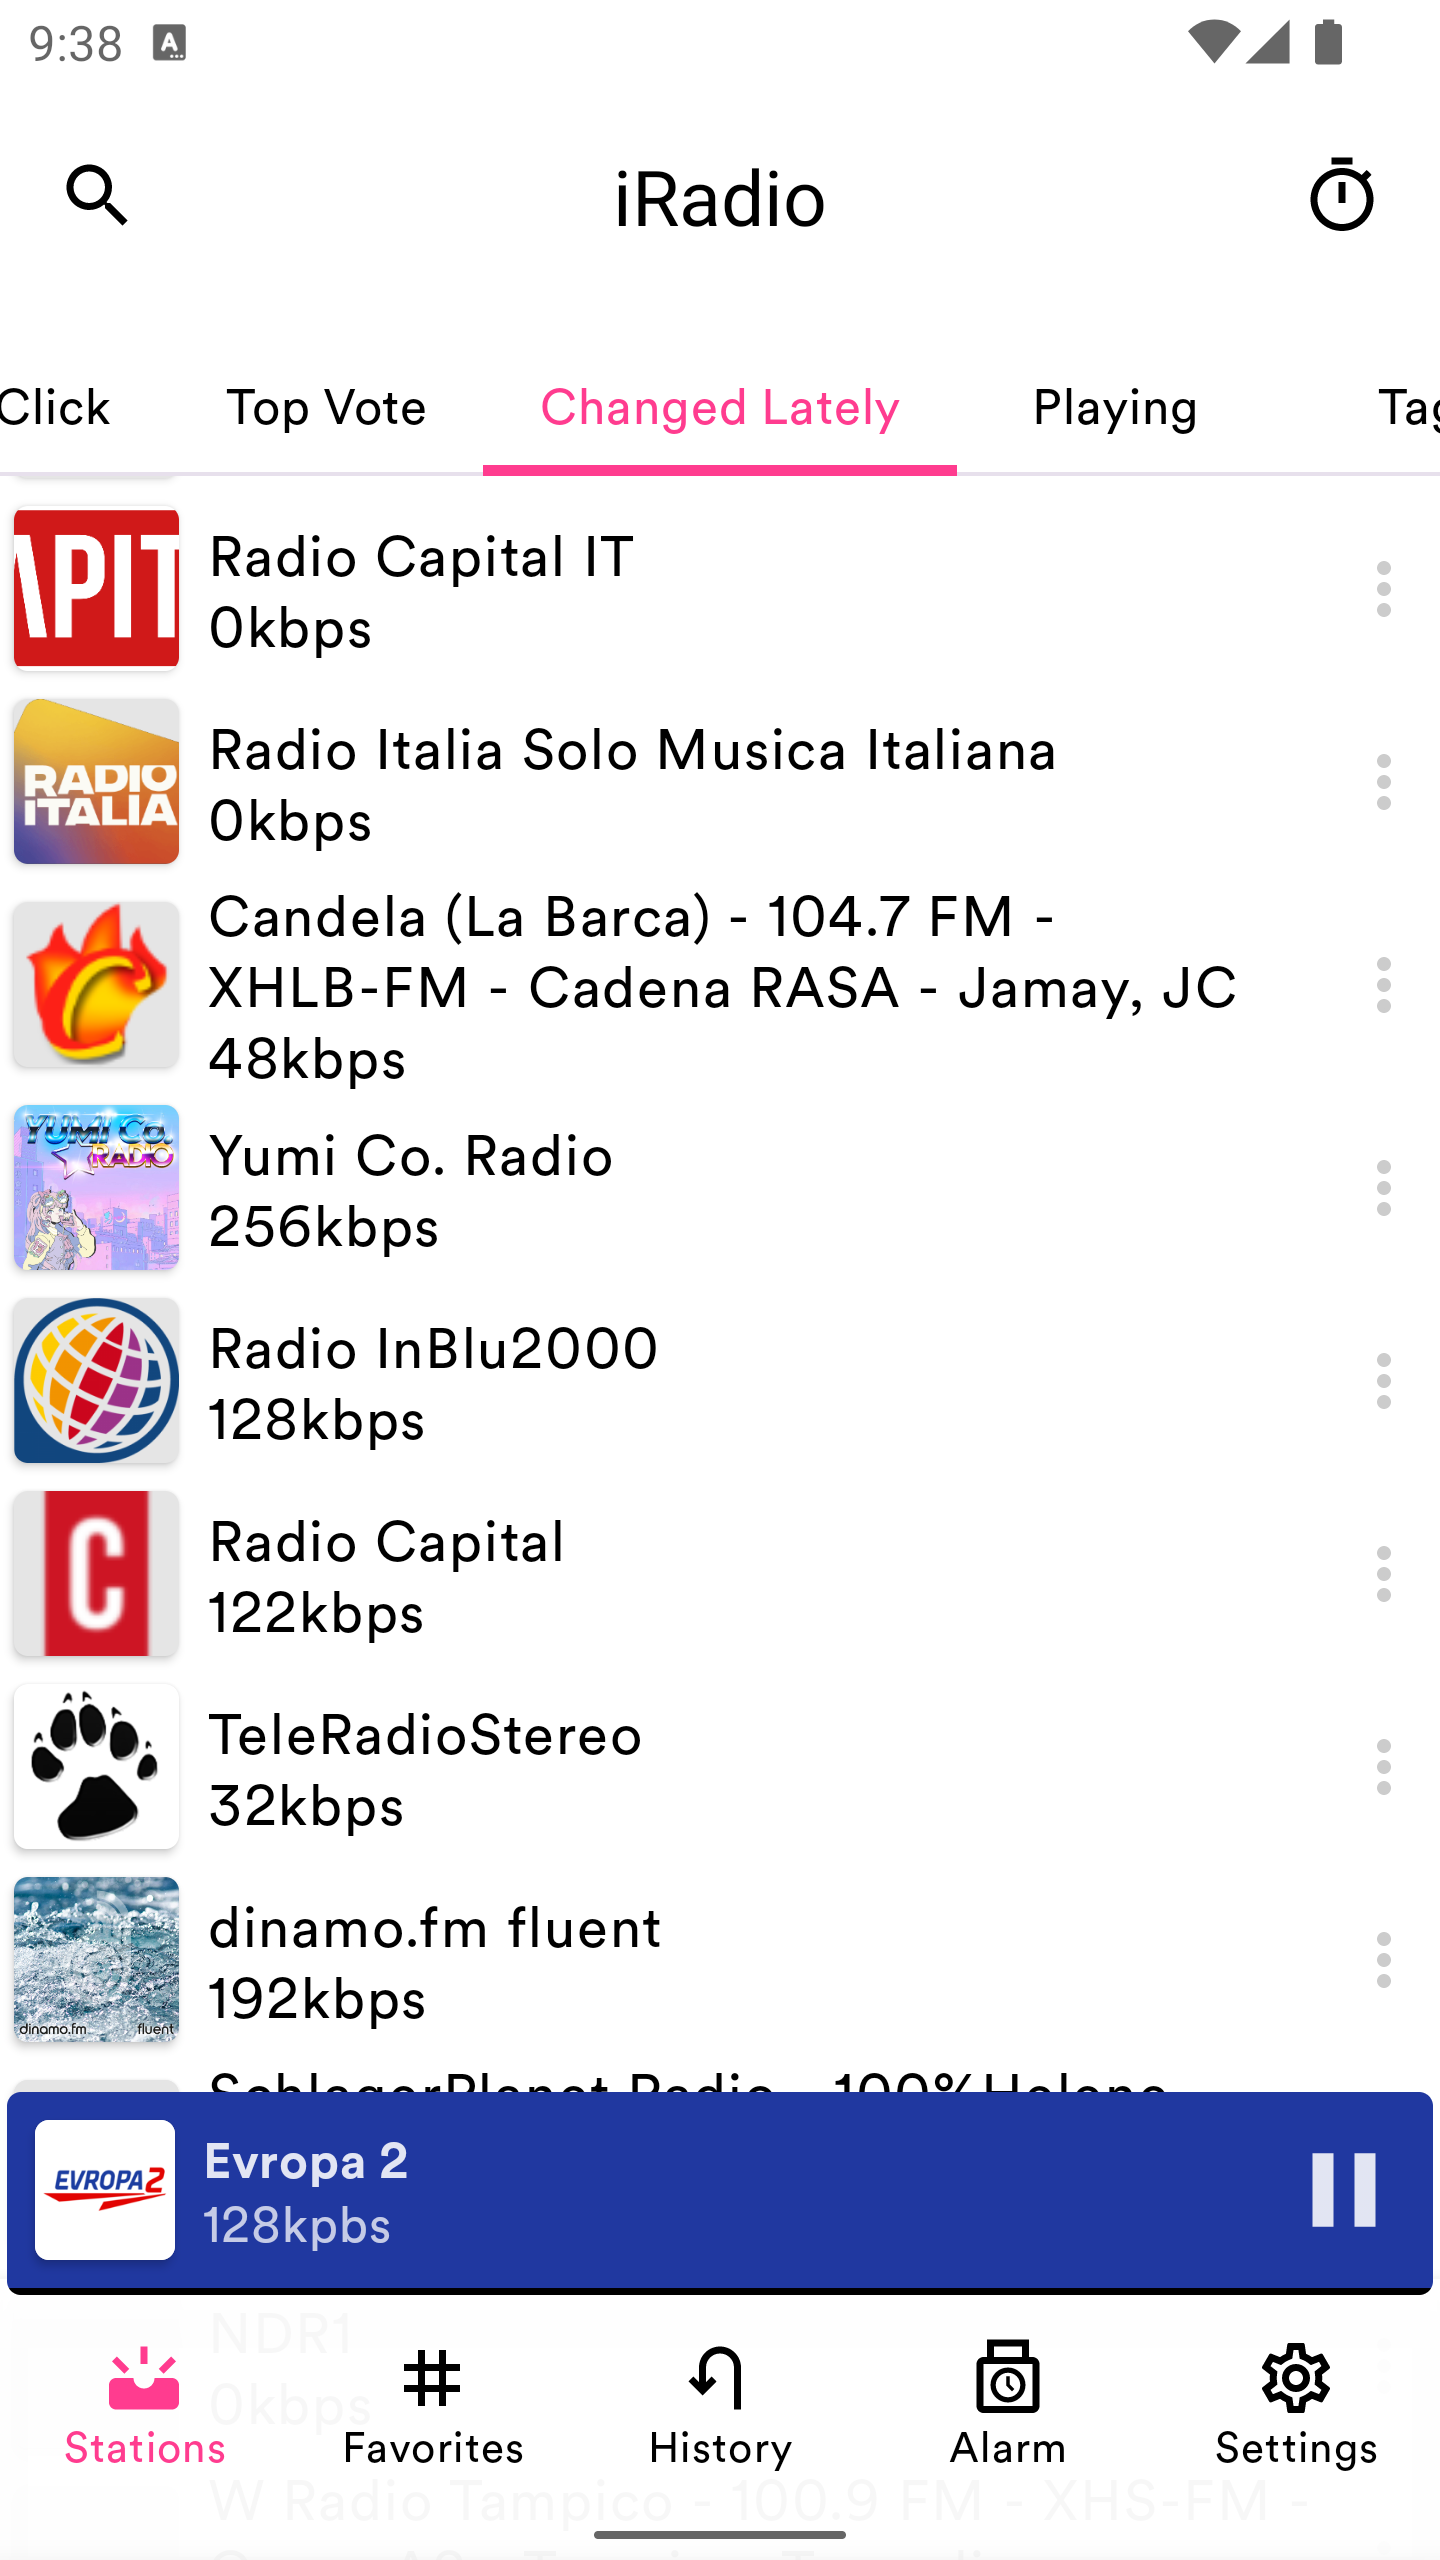 9:38
iRadio
Click
Top Vote
Changed Lately
Playing
Tag
APIT
Radio Capital IT
0kbps
RADIO
ITALIA
Radio Italia Solo Musica Italiana
0kbps
Candela (La Barca) - 104.7 FM -
XHLB-FM - Cadena RASA - Jamay, JC
48kbps
YUMI Co.
RADIO
Yumi Co. Radio
256kbps
Radio InBlu2000
128kbps
C
Radio Capital
122kbps
TeleRadioStereo
32kbps
dinamo.fm fluent
dinamo.fm fluent
192kbps
SchlagerPlanet Radio - 100%Helene
EVROPA 2
Evropa 2
128kpbs
NDR1
0kbps
Stations
Favorites
History
Alarm
Settings
W Radio Tampico - 100.9 FM - XHS-FM -